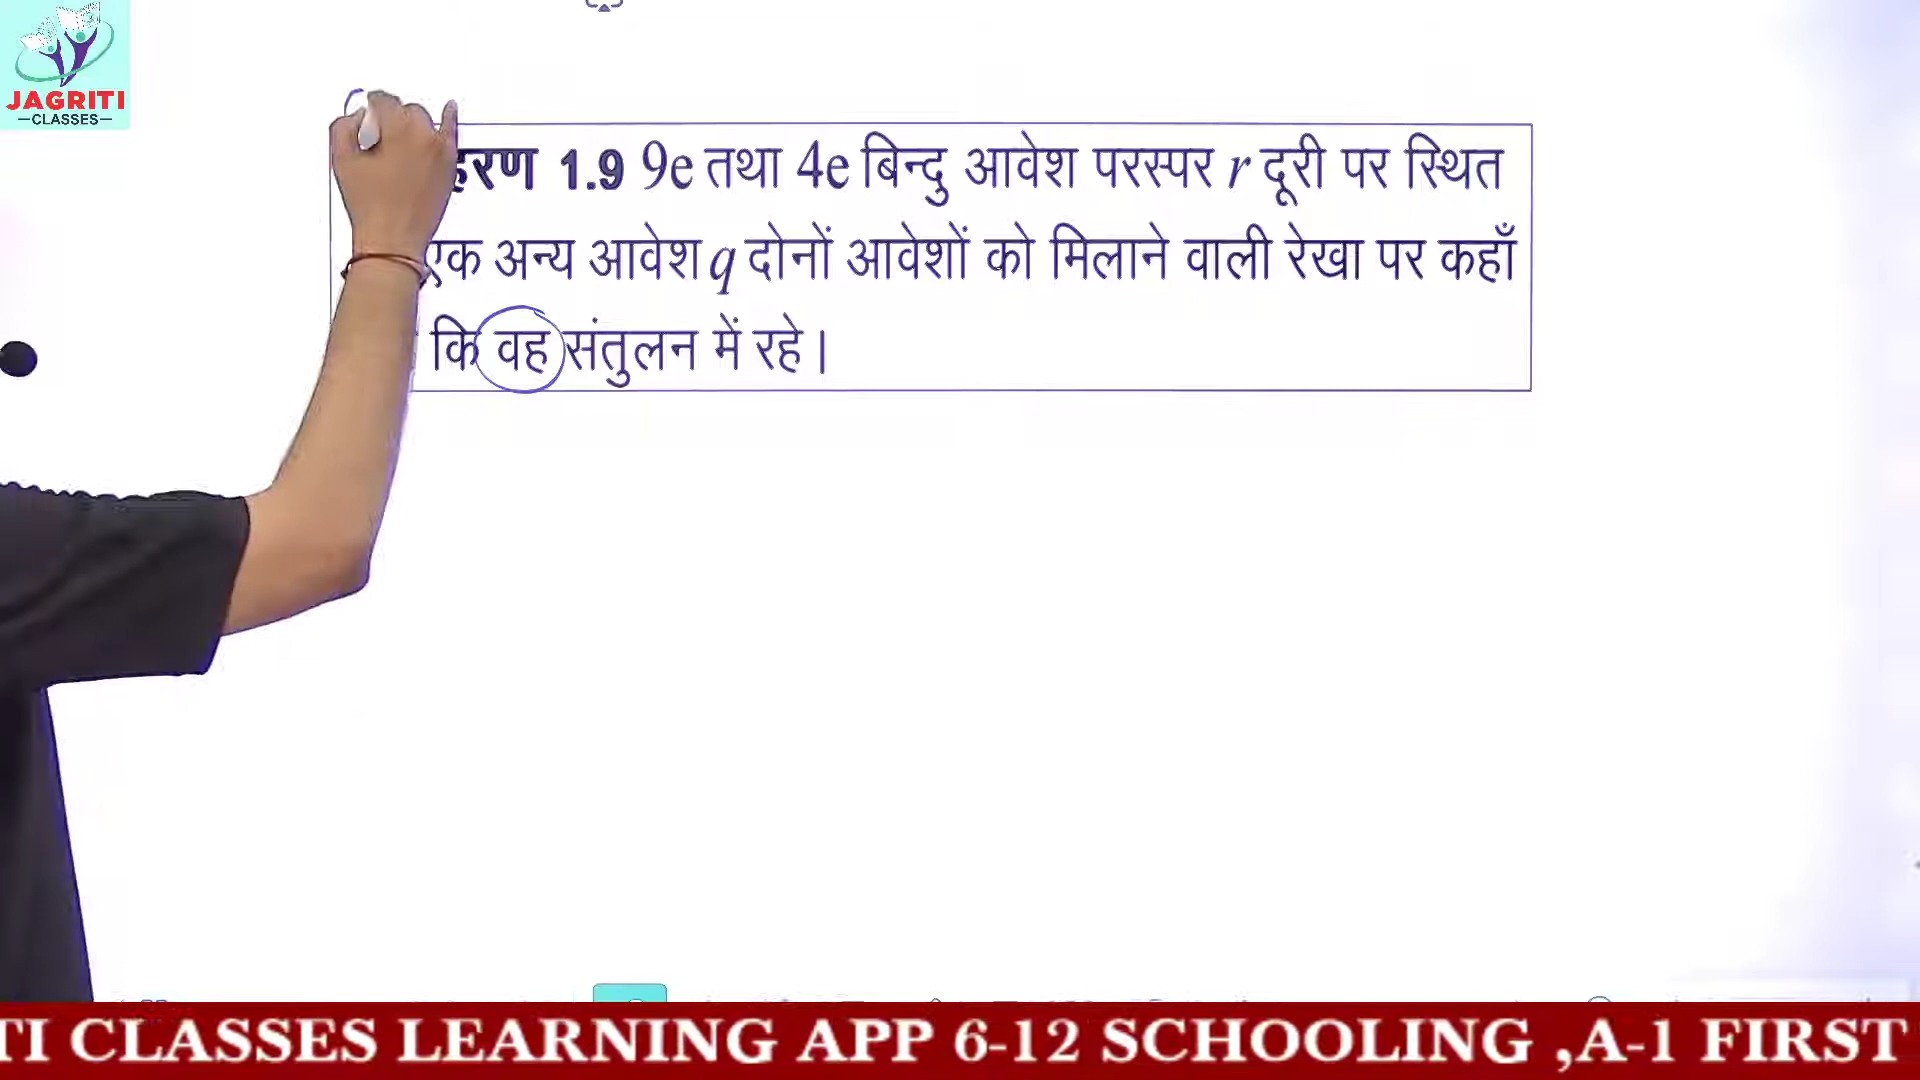 JAGRITI
CLASSES
हरण 1.9 9e तथा 4e बिन्दु आवेश परस्पर r दूरी पर स्थित
एक अन्य आवेश q दोनों आवेशों को मिलाने वाली रेखा पर कहाँ
कि वह संतुलन में रहे।
TI CLASSES LEARNING APP 6-12 SCHOOLING ,A-1 FIRST